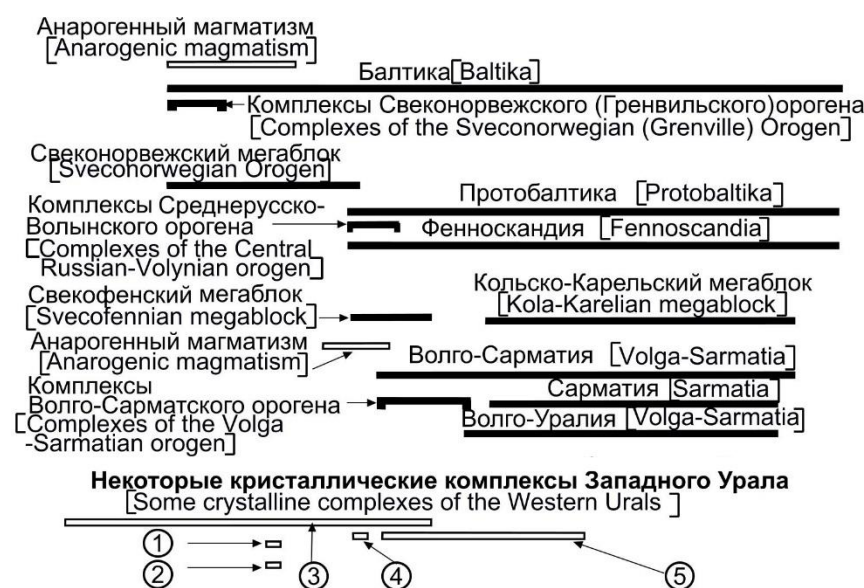 Анарогенный магматизм
[Anarogenic magmatism]
Балтика[Baltika]
Комплексы Свеконорвежского (Гренвильского)орогена
[Complexes of the Sveconorwegian (Grenville) Orogen]
Свеконорвежский мегаблок
[Sveconorwegian Orogen]
Протобалтика [Protobaltika]
Комплексы Среднерусско-
Волынского орогена
[Complexes of the Central
Russian-Volynian orogen]
Фенноскандия [Fennoscandia]
Кольско-Карельский мегаблок
[Kola-Karelian megablock]
Свекофенский мегаблок
[Svecofennian megablock]
Анарогенный магматизм
[Anarogenic magmatism]
Волго-Сарматия [Volga-Sarmatia]
Комплексы
Волго-Сарматского орогена
[Complexes of the Volga
-Sarmatian orogen]
Сарматия [Sarmatia]
Волго-Уралия [Volga-Sarmatia]
Некоторые кристаллические комплексы Западного Урала
[Some crystalline complexes of the Western Urals ]
1
2
3
4
5